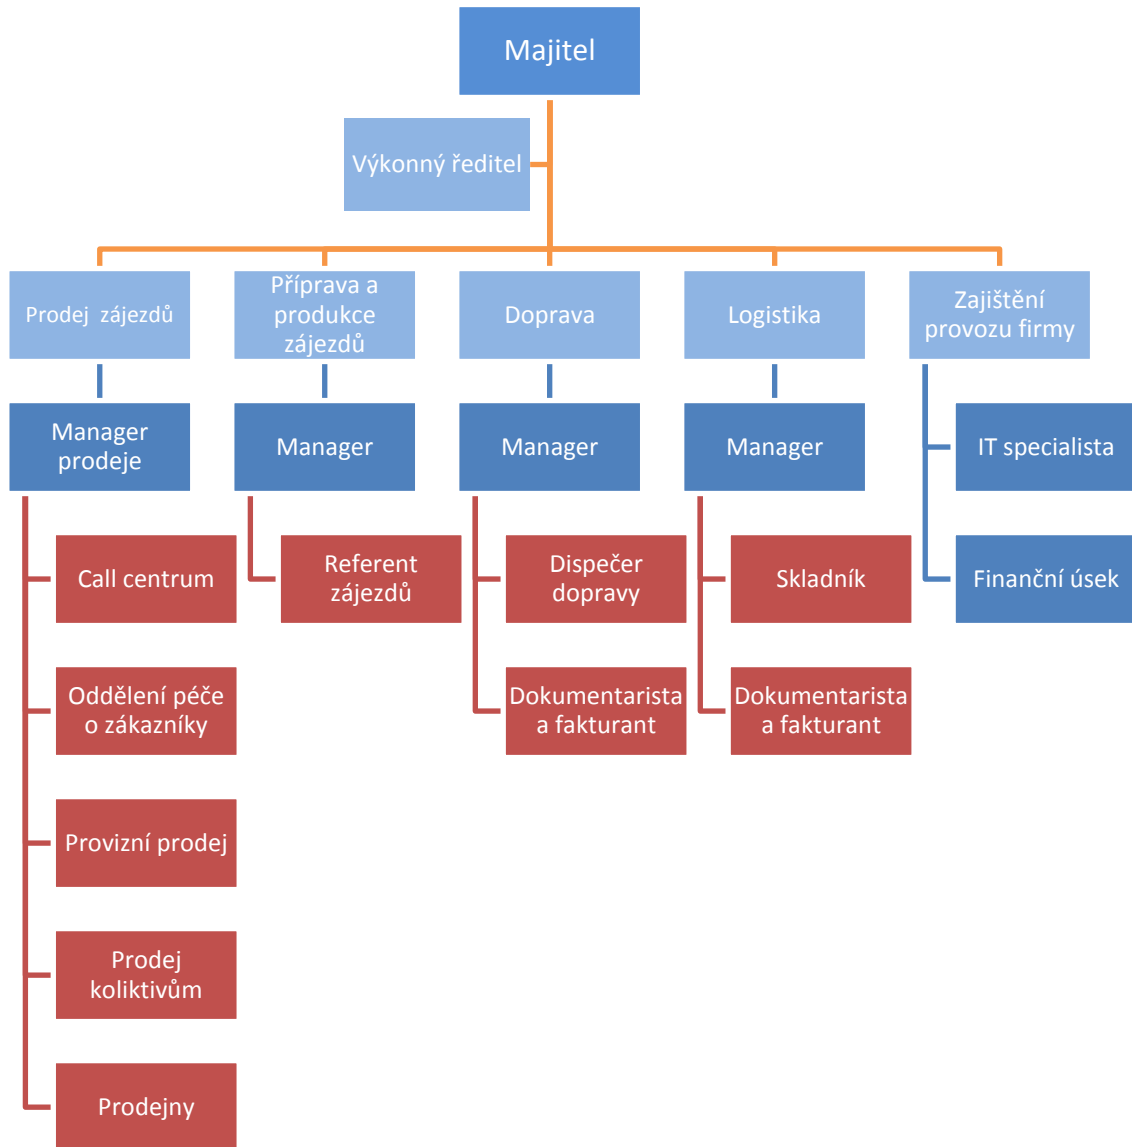 Majitel
Výkonný ředitel
Prodej zájezdů
Příprava a
produkce
zájezdů
Doprava
Logistika
Zajištění
provozu firmy
Manager
prodeje
Manager
Manager
Manager
IT specialista
Call centrum
Referent
zájezdů
Dispečer
dopravy
Skladník
Finanční úsek
Oddělení péče
o zákazníky
Dokumentarista
a fakturant
Dokumentarista
a fakturant
Provizní prodej
Prodej
koliktivům
Prodejny